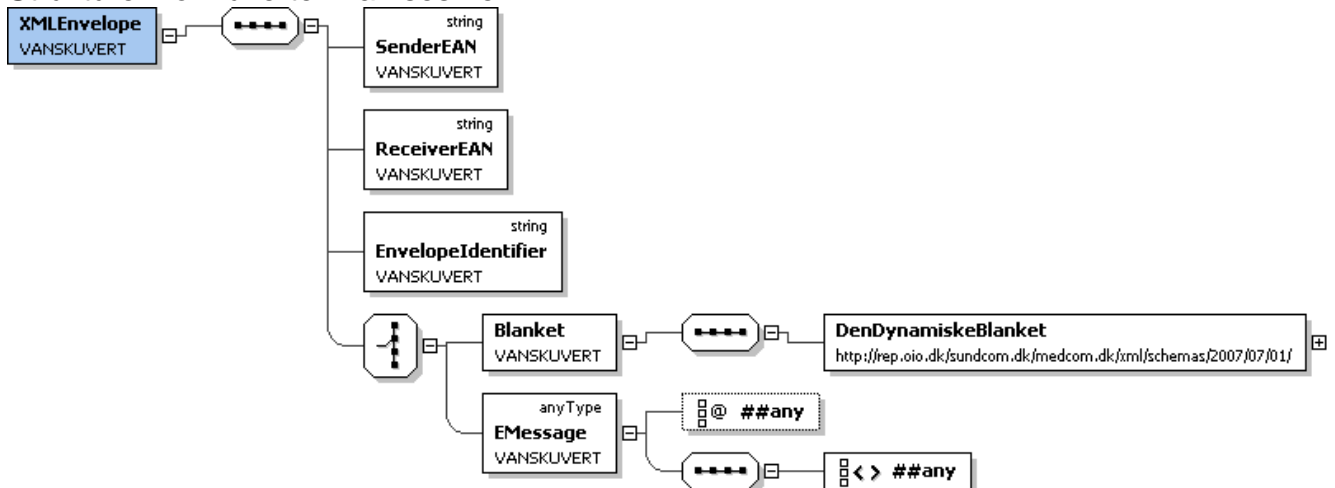 XMLEnvelope
VANSKUVERT
string
SenderEAN
VANSKUVERT
string
ReceiverEAN
VANSKUVERT
string
EnvelopeIdentifier
VANSKUVERT
Blanket
VANSKUVERT
DenDynamiskeBlanket
http://rep.oio.dk/sundcom.dk/medcom.dk/xml/schemas/2007/07/01/
anyType
EMessage
VANSKUVERT
@ ##any
<> ##any